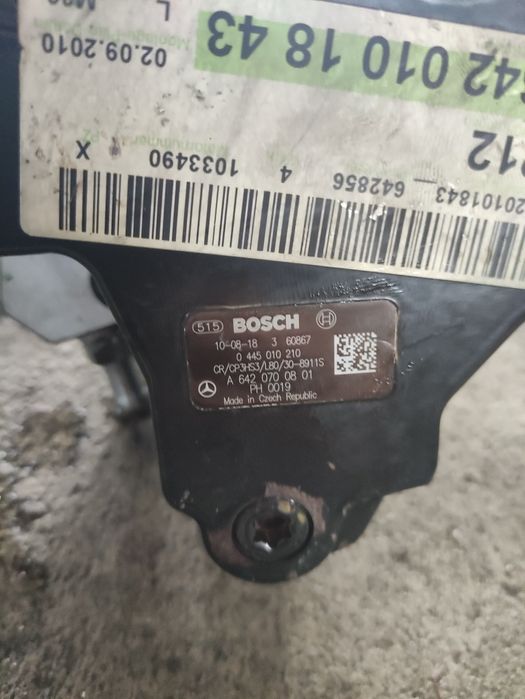 515 BOSCH
10-08-18 3 60867
0 445 010 210
CR/CP3HS3/L80/30-8911S
A 642 070 08 01
PH 0019
Made in Czech Republic
X 1033490 4 642856 20101843
212
02.09.2010
L
642 010 18 43